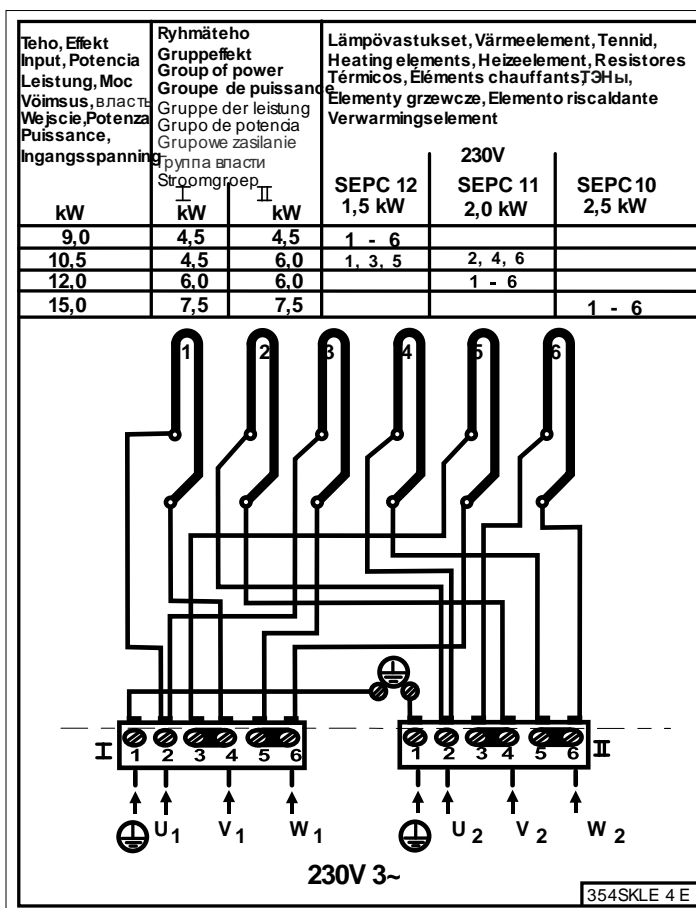 Teho, Effekt
Input, Potencia
Leistung, Moc
Vöimsus, власть
Wejscie,Potenza
Puissance,
Ingangsspanning
kW
Ryhmäteho
Gruppeffekt
Group of power
Groupe de puissance
Gruppe der leistung
Grupo de potencia
Grupowe zasilanie
Группа власти
Stroomgroep
I II
kW kW
Lämpövastukset, Värmeelement, Tennid,
Heating elements, Heizeelement, Resistores
Térmicos, Éléments chauffants,ТЭНы,
Elementy grzewcze, Elemento riscaldante
Verwarmingselement
230V
SEPC 12 SEPC 11 SEPC 10
1,5 kW 2,0 kW 2,5 kW
9,0 4,5 4,5 1 - 6
10,5 4,5 6,0 1, 3, 5 2, 4, 6
12,0 6,0 6,0 1 - 6
15,0 7,5 7,5 1 - 6
1 2 3 4 5 6
I 1 2 3 4 5 6 1 2 3 4 5 6 II
U1 V1 W1 U2 V2 W2
230V 3~
354SKLE 4 E